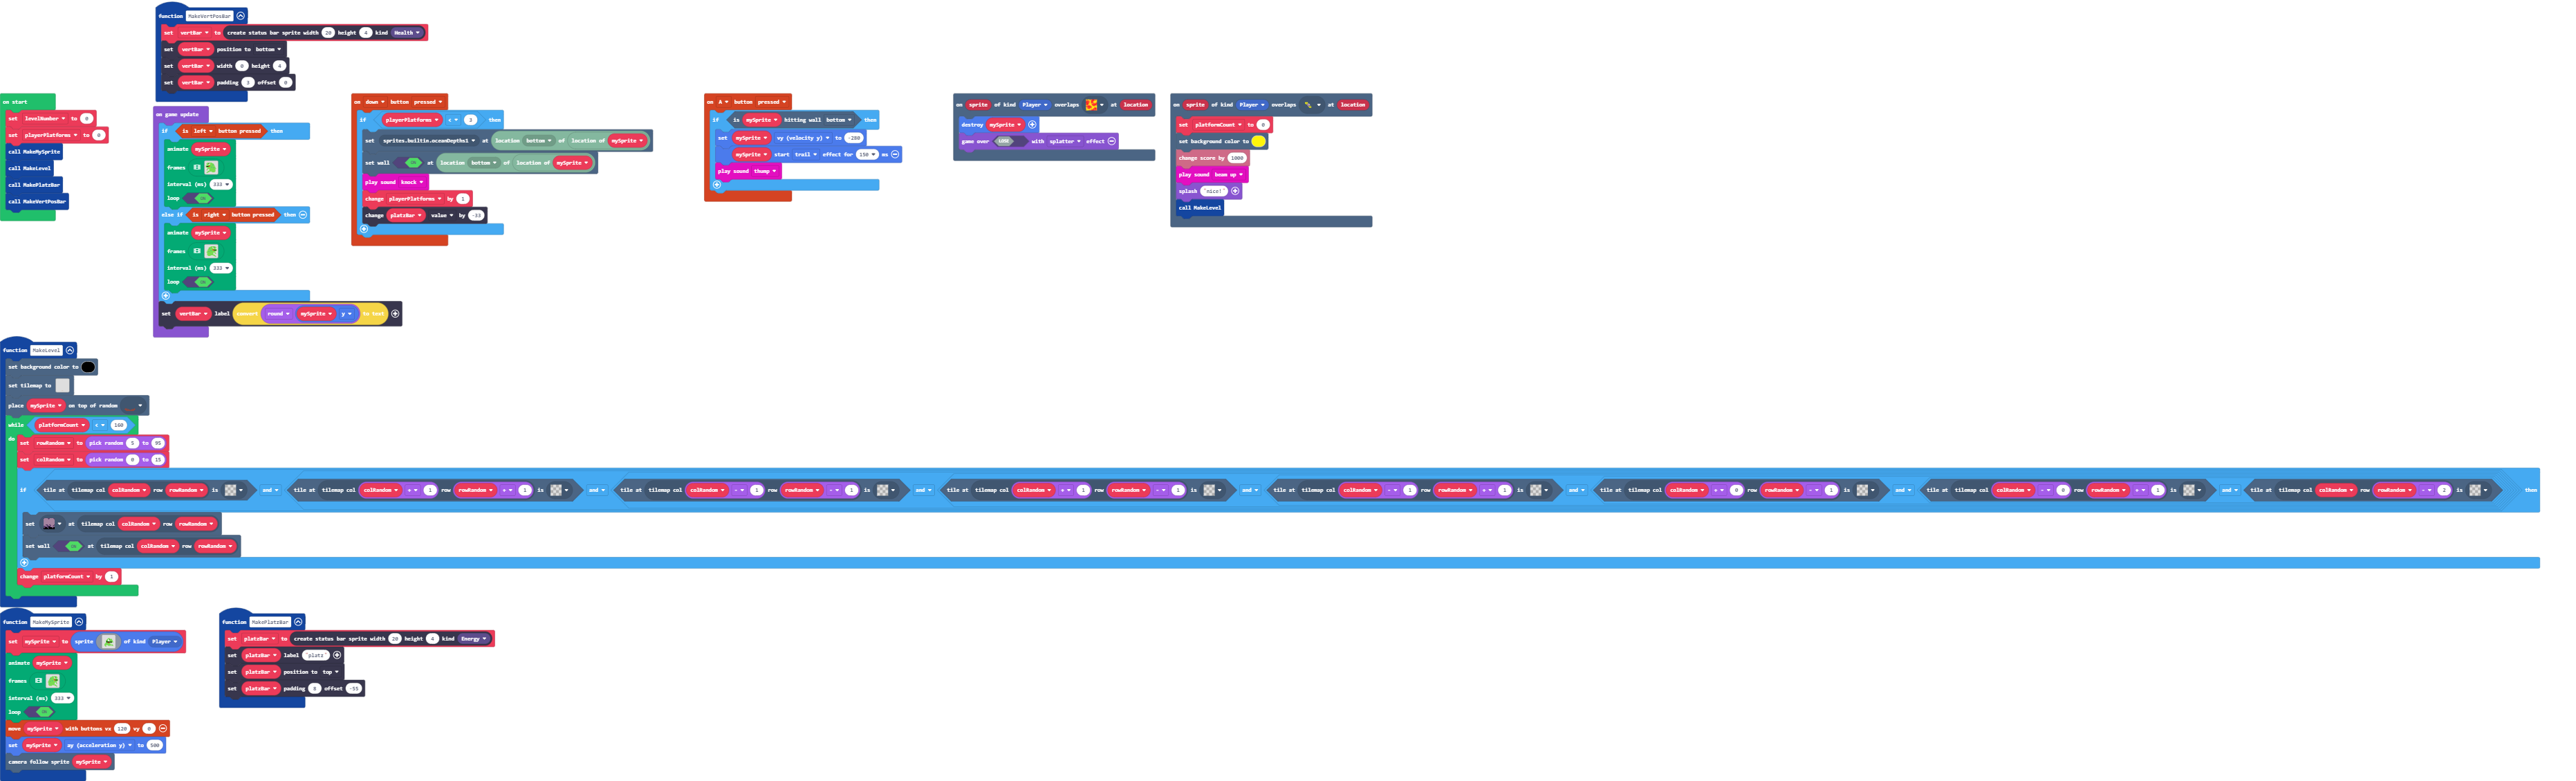 function MakeVertPosBar
set vertBar to create status bar sprite width 20 height 4 kind Health
set vertBar position to bottom
set vertBar width 0 height 4
set vertBar padding 3 offset 0
on start
set levelNumber to 0
set playerPlatforms to 0
call MakeMySprite
call MakeLevel
call MakePlatzBar
call MakeVertPosBar
on game update
if is left button pressed then
animate mySprite
frames
interval (ms) 333
loop ON
else if is right button pressed then
animate mySprite
frames
interval (ms) 333
loop ON
set vertBar label convert round mySprite y to text
on down button pressed
if playerPlatforms < 3 then
set sprites.builtin.oceanDepths1 at location bottom of location of mySprite
set wall ON at location bottom of location of mySprite
play sound knock
change playerPlatforms by 1
change platzBar value by -33
on A button pressed
if is mySprite hitting wall bottom then
set mySprite vy (velocity y) to -280
mySprite start trail effect for 150 ms
play sound thump
on sprite of kind Player overlaps at location
destroy mySprite
game over LOSE with splatter effect
on sprite of kind Player overlaps at location
set platformCount to 0
set background color to
change score by 1000
play sound beam up
splash "nice!"
call MakeLevel
function MakeLevel
set background color to
set tilemap to
place mySprite on top of random
while platformCount < 160
do set rowRandom to pick random 5 to 95
set colRandom to pick random 0 to 15
if tile at tilemap col colRandom row rowRandom is and tile at tilemap col colRandom + 1 row rowRandom + 1 is and tile at tilemap col colRandom - 1 row rowRandom - 1 is and tile at tilemap col colRandom + 1 row rowRandom - 1 is and tile at tilemap col colRandom - 1 row rowRandom + 1 is and tile at tilemap col colRandom + 0 row rowRandom - 1 is and tile at tilemap col colRandom - 0 row rowRandom + 1 is and tile at tilemap col colRandom row rowRandom - 2 is then
set at tilemap col colRandom row rowRandom
set wall ON at tilemap col colRandom row rowRandom
change platformCount by 1
function MakeMySprite
set mySprite to sprite of kind Player
animate mySprite
frames
interval (ms) 333
loop ON
move mySprite with buttons vx 120 vy 0
set mySprite ay (acceleration y) to 500
camera follow sprite mySprite
function MakePlatzBar
set platzBar to create status bar sprite width 20 height 4 kind Energy
set platzBar label "platz"
set platzBar position to top
set platzBar padding 8 offset -55